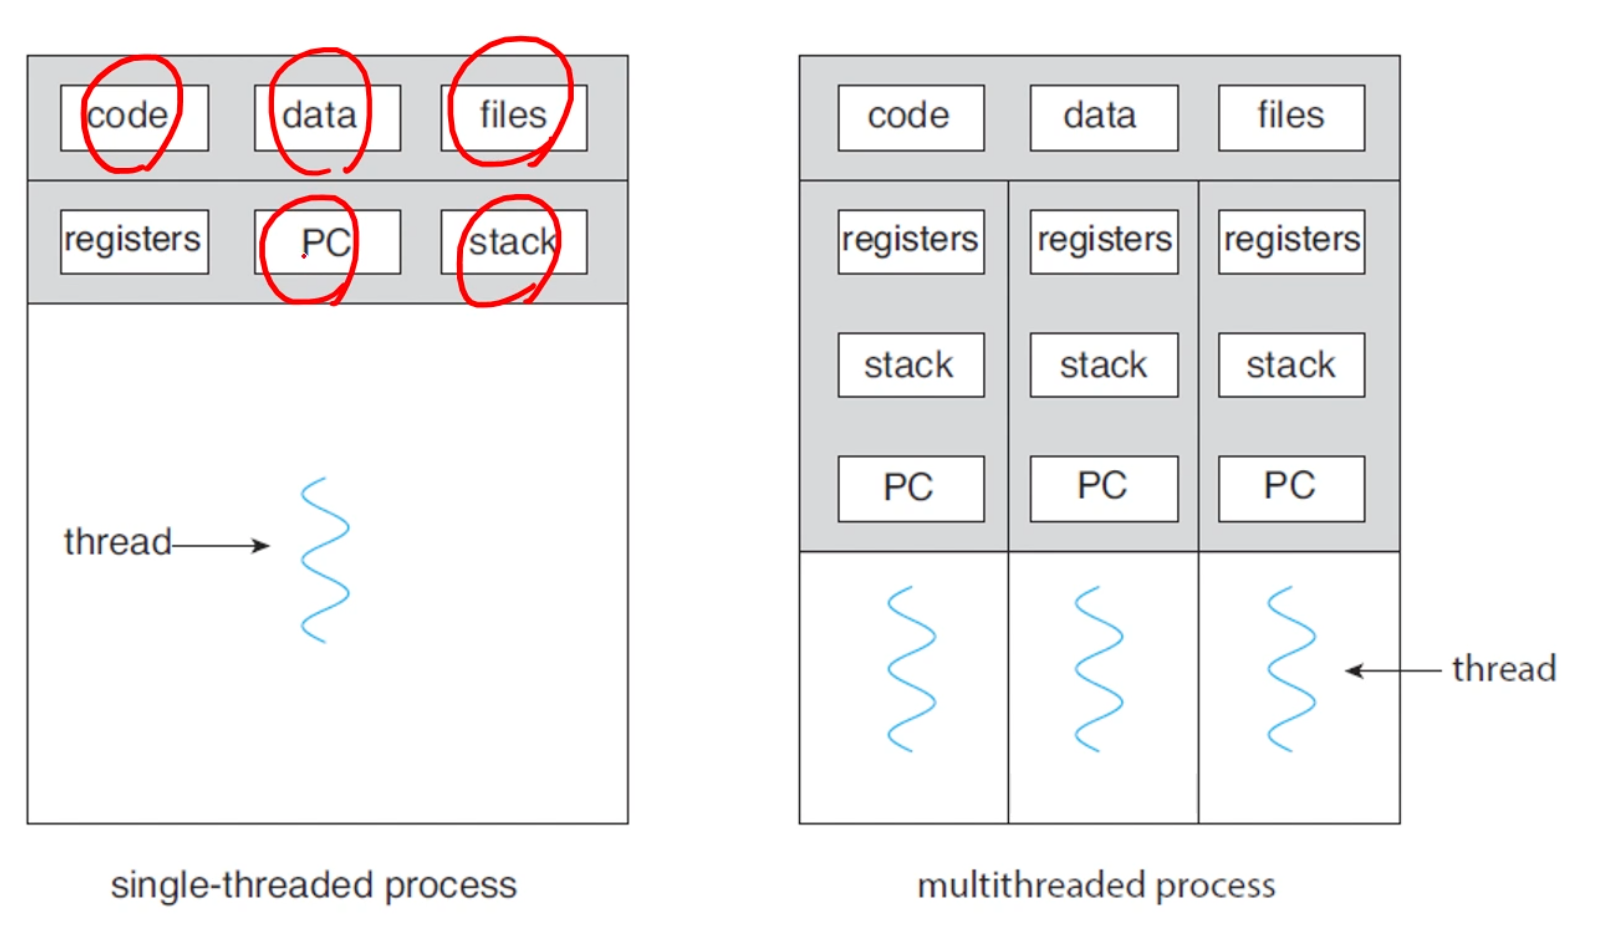 code data files code data files
registers PC stack registers registers registers
stack stack stack
PC PC PC
thread
thread
single-threaded process multithreaded process